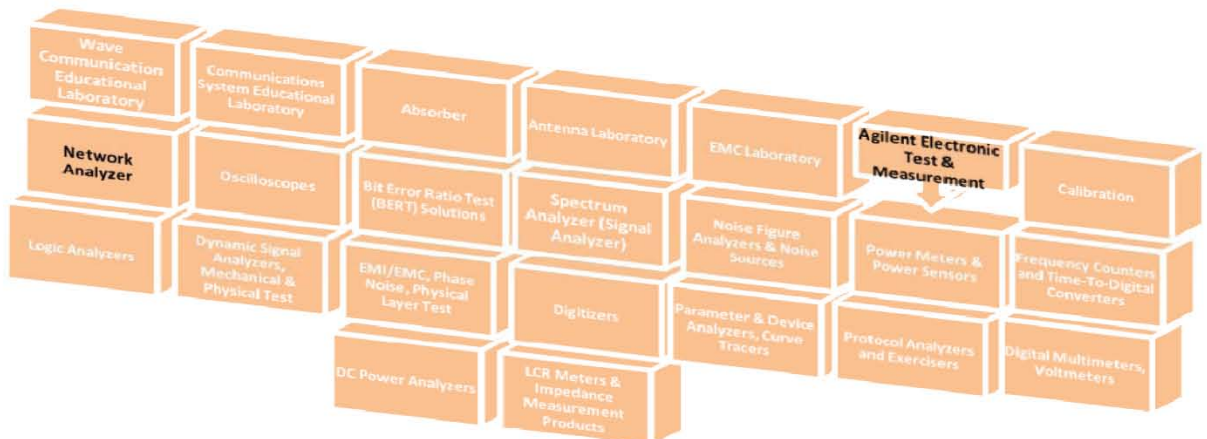 Wave
Communication
Educational
Laboratory
Communications
System Educational
Laboratory
Absorber
Antenna Laboratory
EMC Laboratory
Agilent Electronic
Test &
Measurement
Calibration
Network
Analyzer
Oscilloscopes
Bit Error Ratio Test
(BERT) Solutions
Spectrum
Analyzer (Signal
Analyzer)
Noise Figure
Analyzers & Noise
Sources
Power Meters &
Power Sensors
Frequency Counters
and Time-To-Digital
Converters
Logic Analyzers
Dynamic Signal
Analyzers,
Mechanical &
Physical Test
EMI/EMC, Phase
Noise, Physical
Layer Test
Digitizers
Parameter & Device
Analyzers, Curve
Tracers
Protocol Analyzers
and Exercisers
Digital Multimeters,
Voltmeters
DC Power Analyzers
LCR Meters &
Impedance
Measurement
Products